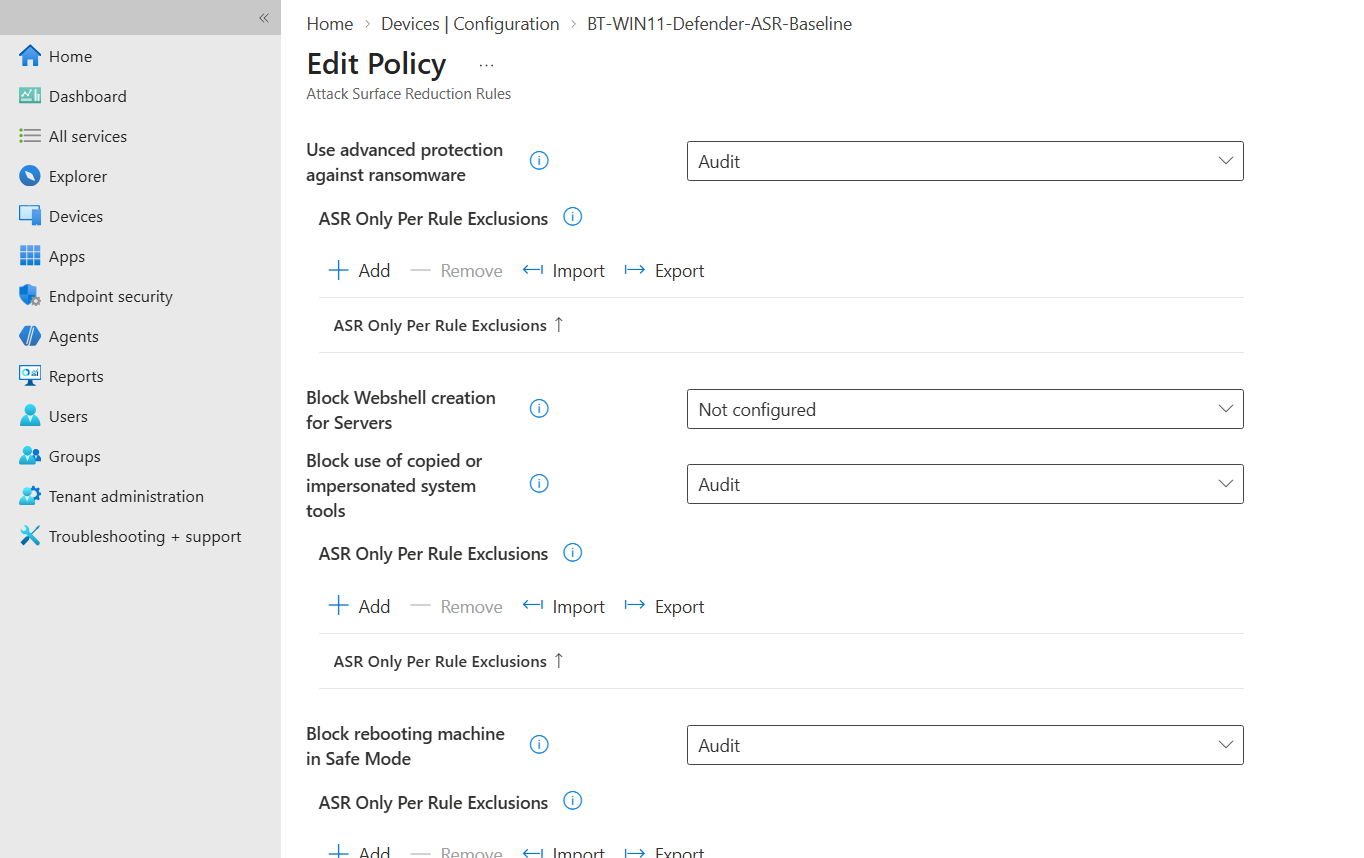 «
Home
Dashboard
All services
Explorer
Devices
Apps
Endpoint security
Agents
Reports
Users
Groups
Tenant administration
Troubleshooting + support
Home > Devices | Configuration > BT-WIN11-Defender-ASR-Baseline
Edit Policy ...
Attack Surface Reduction Rules
Use advanced protection
against ransomware
Audit
ASR Only Per Rule Exclusions
Add Remove Import Export
ASR Only Per Rule Exclusions ↑
Block Webshell creation
for Servers
Not configured
Block use of copied or
impersonated system
tools
Audit
ASR Only Per Rule Exclusions
Add Remove Import Export
ASR Only Per Rule Exclusions ↑
Block rebooting machine
in Safe Mode
Audit
ASR Only Per Rule Exclusions
Add Remove Import Export